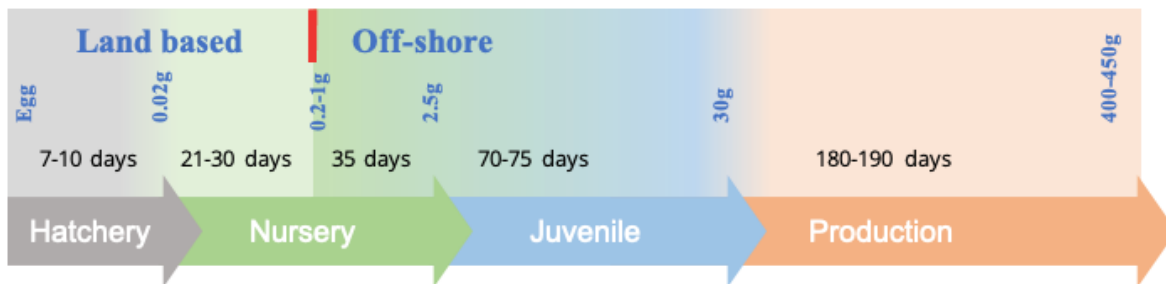 Land based
Off-shore
Egg
0.02g
0.2-1g
2.5g
30g
400-450g
7-10 days
21-30 days
35 days
70-75 days
180-190 days
Hatchery
Nursery
Juvenile
Production